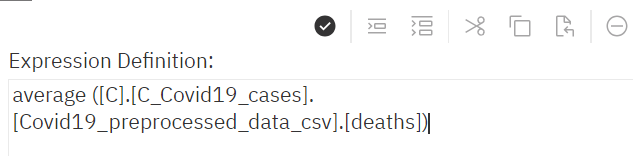 Expression Definition:
average ([C].[C_Covid19_cases].
[Covid19_preprocessed_data_csv].[deaths])